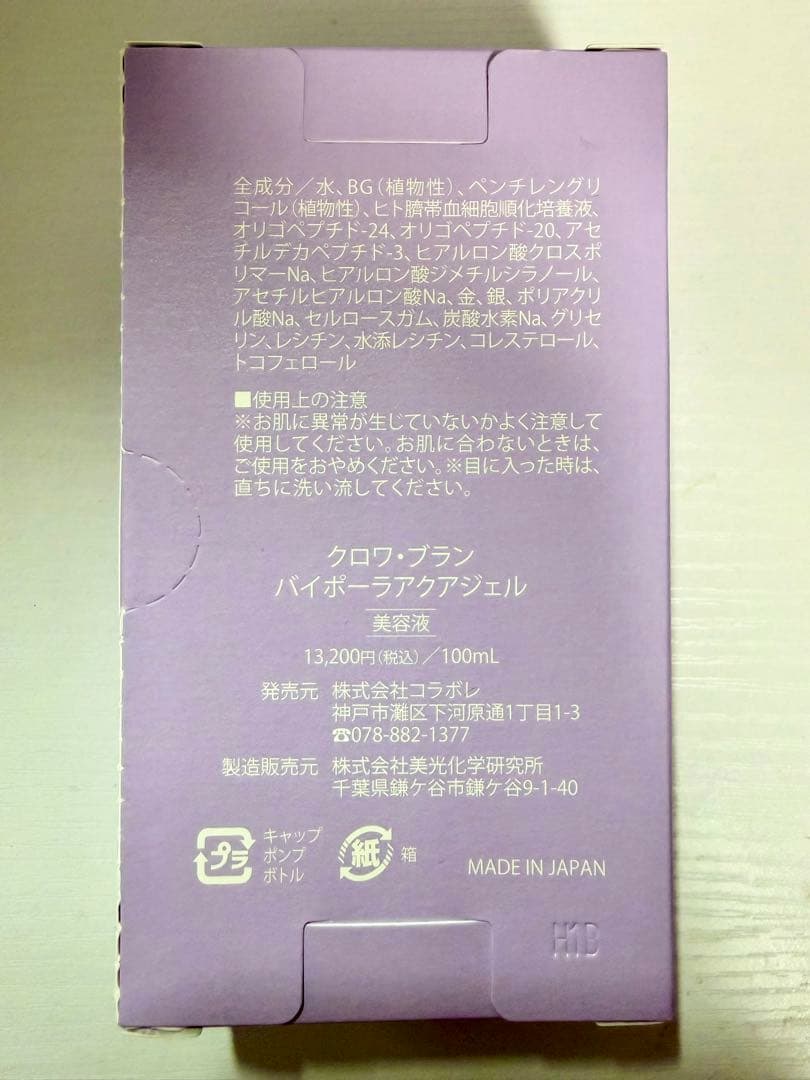 全成分／水、BG（植物性）、ペンチレングリ
コール（植物性）、ヒト臍帯血細胞順化培養液、
オリゴペプチド-24、オリゴペプチド-20、アセ
チルデカペプチド-3、ヒアルロン酸クロスポ
リマーNa、ヒアルロン酸ジメチルシラノール、
アセチルヒアルロン酸Na、金、銀、ポリアクリ
ル酸Na、セルロースガム、炭酸水素Na、グリセ
リン、レシチン、水添レシチン、コレステロール、
トコフェロール
■使用上の注意
※お肌に異常が生じていないかよく注意して
使用してください。お肌に合わないときは、
ご使用をおやめください。※目に入った時は、
直ちに洗い流してください。
クロワ・ブラン
バイポーラアクアジェル
美容液
13,200円（税込）／100mL
発売元 株式会社コラボレ
神戸市灘区下河原通1丁目1-3
☎078-882-1377
製造販売元 株式会社美光化学研究所
千葉県鎌ケ谷市鎌ケ谷9-1-40
プラ キャップ
ポンプ
ボトル
紙 箱
MADE IN JAPAN
H1B